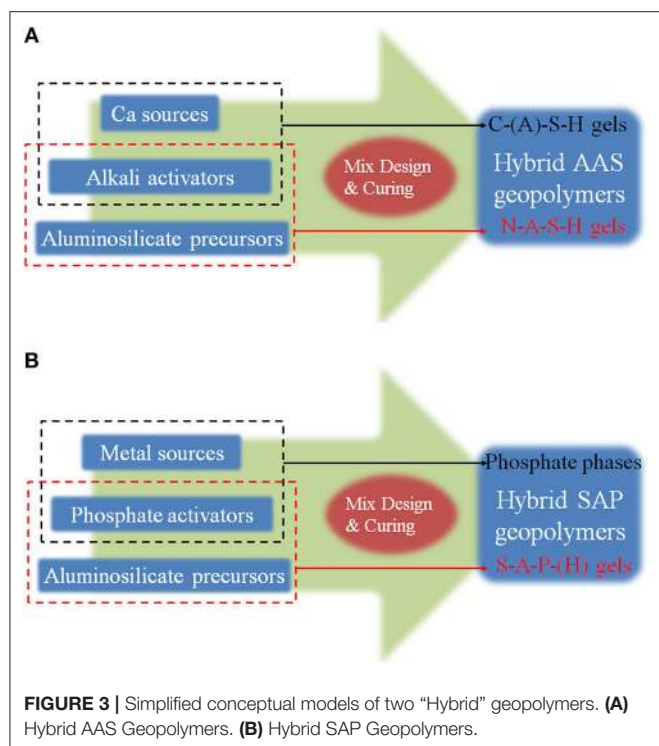 A
Ca sources
C-(A)-S-H gels
Alkali activators
Mix Design
& Curing
Hybrid AAS
geopolymers
Aluminosilicate precursors
N-A-S-H gels
B
Metal sources
Phosphate phases
Phosphate activators
Mix Design
& Curing
Hybrid SAP
geopolymers
Aluminosilicate precursors
S-A-P-(H) gels
FIGURE 3 | Simplified conceptual models of two “Hybrid” geopolymers. (A)
Hybrid AAS Geopolymers. (B) Hybrid SAP Geopolymers.